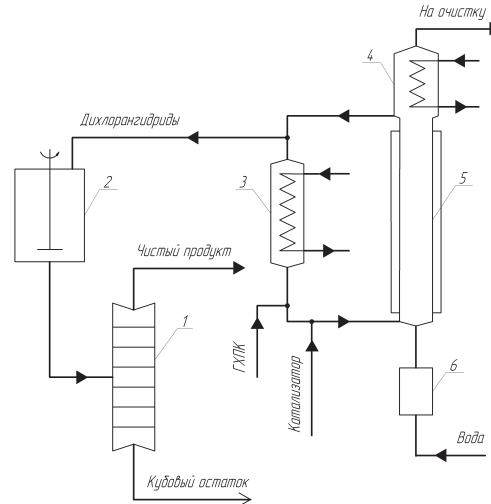 На очистку
4
Дихлорангидриды
2
3
5
Чистый продукт
1
ГХПК
Катализатор
6
Вода
Кубовый остаток